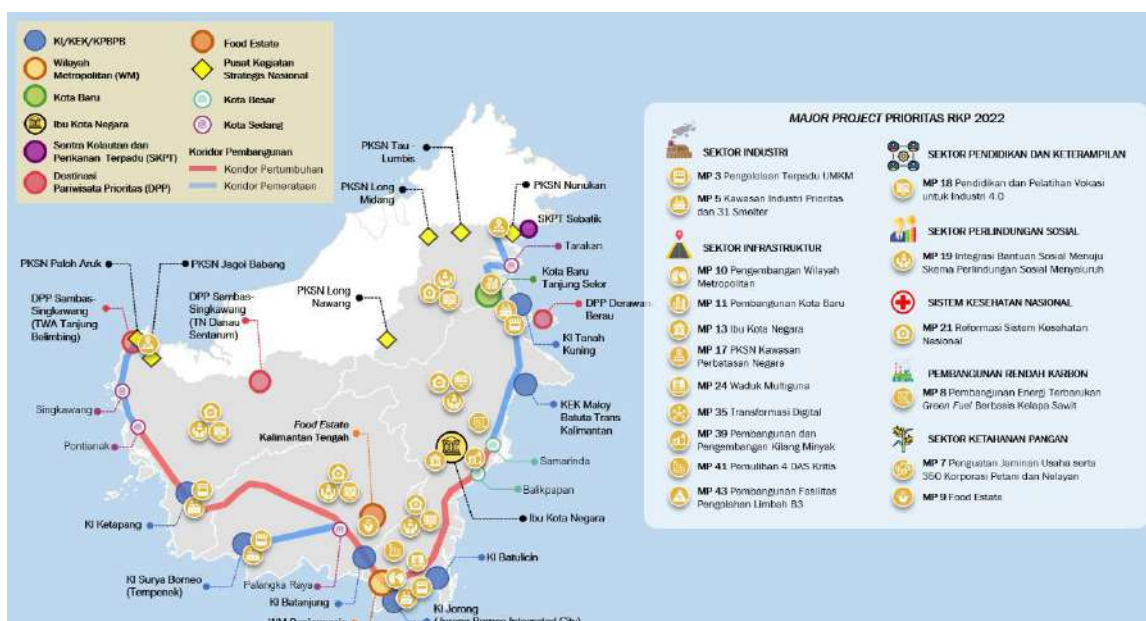 KI/KEK/KPBPB
Wilayah
Metropolitan (WM)
Kota Baru
Ibu Kota Negara
Sentra Kelautan dan
Perikanan Terpadu (SKPT)
Destinasi
Pariwisata Prioritas (DPP)
Food Estate
Pusat Kegiatan
Strategis Nasional
Kota Besar
Kota Sedang
Koridor Pembangunan
Koridor Pertumbuhan
Koridor Pemerataan
PKSN Tau -
Lumbis
PKSN Long
Midang
PKSN Nunukan
SKPT Sebatik
Tarakan
Kota Baru
Tanjung Selor
DPP Derawan
Berau
KI Tanah
Kuning
KEK Maloy
Batuta Trans
Kalimantan
Samarinda
Balikpapan
Ibu Kota Negara
KI Batulicin
KI Jorong
(Jorong Borneo Integrated City)
PKSN Paloh Aruk
PKSN Jagoi Babang
DPP Sambas-
Singkawang
(TWA Tanjung
Belimbing)
DPP Sambas-
Singkawang
(TN Danau
Sentarum)
PKSN Long
Nawang
Singkawang
Pontianak
Food Estate
Kalimantan Tengah
KI Ketapang
KI Surya Borneo
(Tempenek)
Palangka Raya
KI Batanjung
WM Banjarmasin
MAJOR PROJECT PRIORITAS RKP 2022
SEKTOR INDUSTRI
MP 3 Pengelolaan Terpadu UMKM
MP 5 Kawasan Industri Prioritas
dan 31 Smelter
SEKTOR INFRASTRUKTUR
MP 10 Pengembangan Wilayah
Metropolitan
MP 11 Pembangunan Kota Baru
MP 13 Ibu Kota Negara
MP 17 PKSN Kawasan
Perbatasan Negara
MP 24 Waduk Multiguna
MP 35 Transformasi Digital
MP 39 Pembangunan dan
Pengembangan Kilang Minyak
MP 41 Pemulihan 4 DAS Kritis
MP 43 Pembangunan Fasilitas
Pengolahan Limbah B3
SEKTOR PENDIDIKAN DAN KETERAMPILAN
MP 18 Pendidikan dan Pelatihan Vokasi
untuk Industri 4.0
SEKTOR PERLINDUNGAN SOSIAL
MP 19 Integrasi Bantuan Sosial Menuju
Skema Perlindungan Sosial Menyeluruh
SISTEM KESEHATAN NASIONAL
MP 21 Reformasi Sistem Kesehatan
Nasional
PEMBANGUNAN RENDAH KARBON
MP 8 Pembangunan Energi Terbarukan
Green Fuel Berbasis Kelapa Sawit
SEKTOR KETAHANAN PANGAN
MP 7 Penguatan Jaminan Usaha serta
350 Korporasi Petani dan Nelayan
MP 9 Food Estate